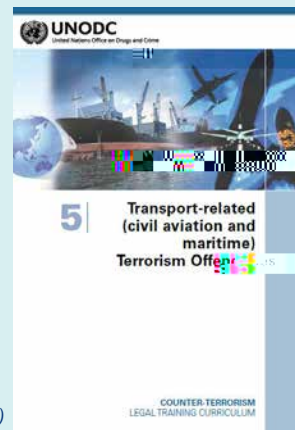 UNODC
United Nations Office on Drugs and Crime
5
Transport-related
(civil aviation and
maritime)
Terrorism
COUNTER-TERRORISM
LEGAL TRAINING CURRICULUM
)